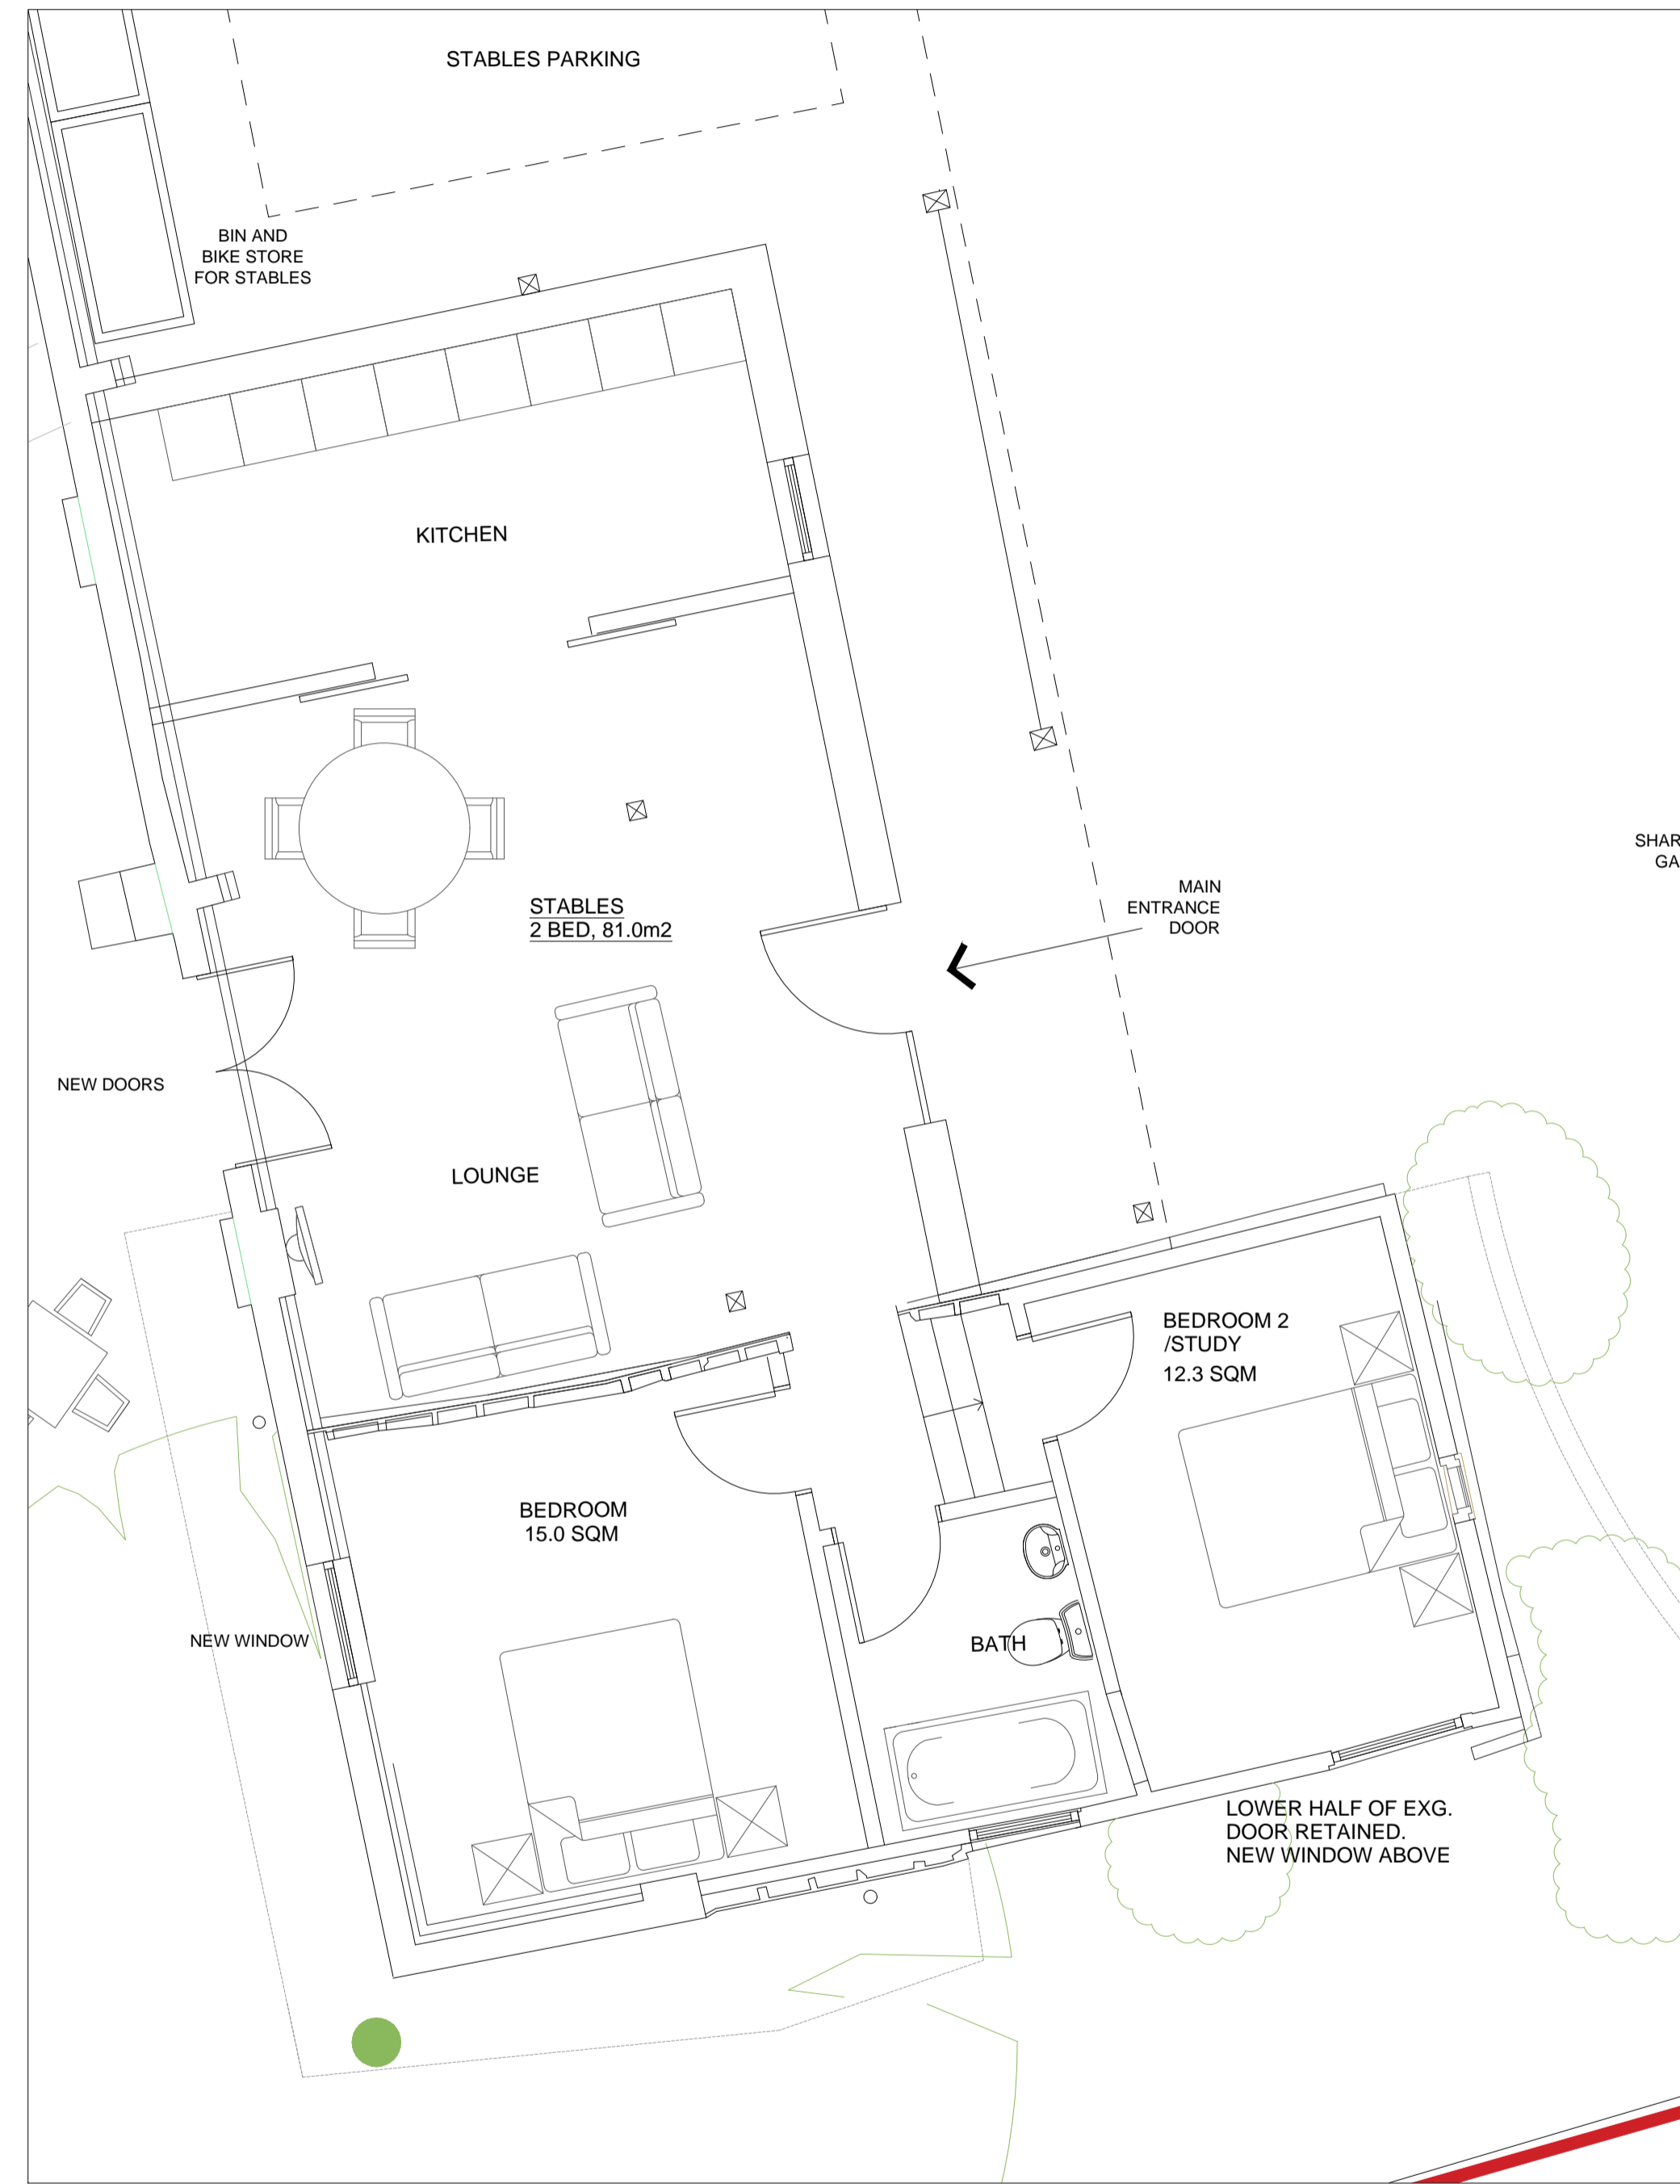 STABLES PARKING
BIN AND
BIKE STORE
FOR STABLES
KITCHEN
SHAR
GA
MAIN
ENTRANCE
DOOR
STABLES
2 BED, 81.0m2
NEW DOORS
LOUNGE
BEDROOM 2
/STUDY
12.3 SQM
BEDROOM
15.0 SQM
NEW WINDOW
BATH
LOWER HALF OF EXG.
DOOR RETAINED.
NEW WINDOW ABOVE